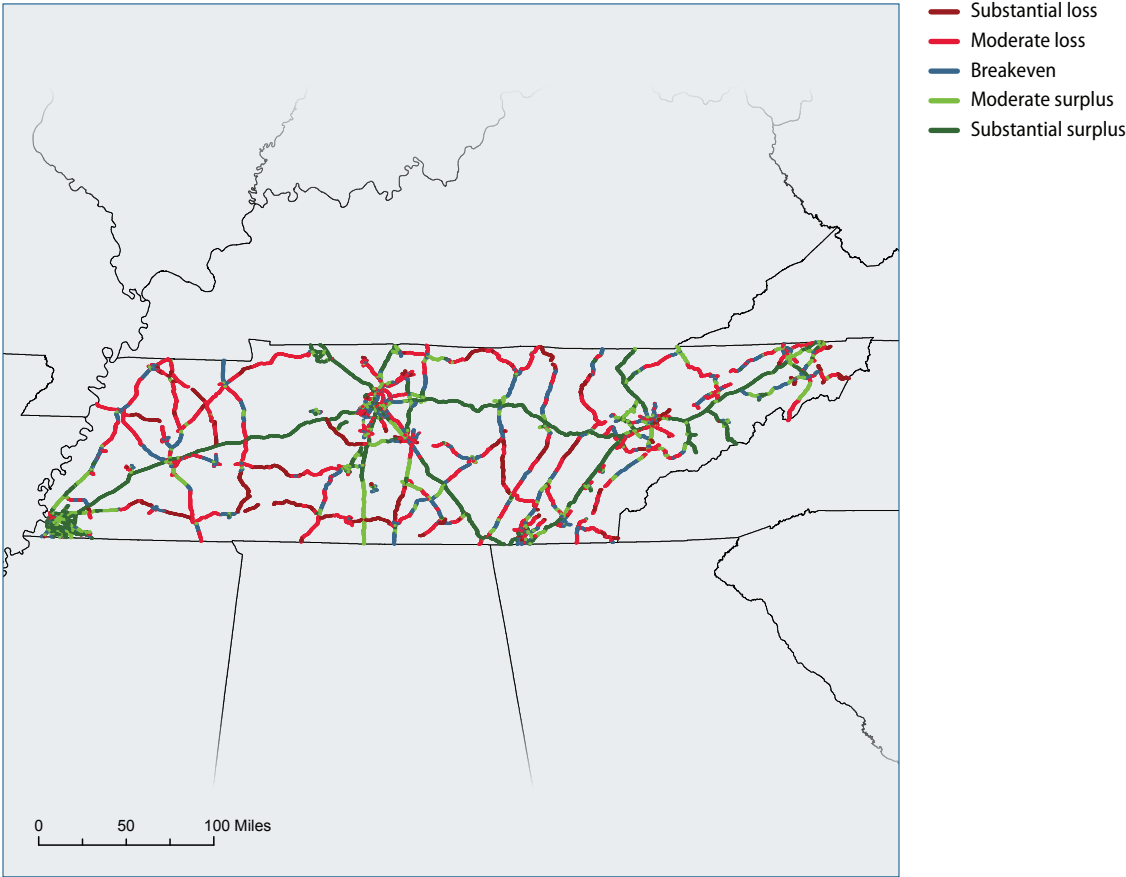 Substantial loss
Moderate loss
Breakeven
Moderate surplus
Substantial surplus
0 50 100 Miles